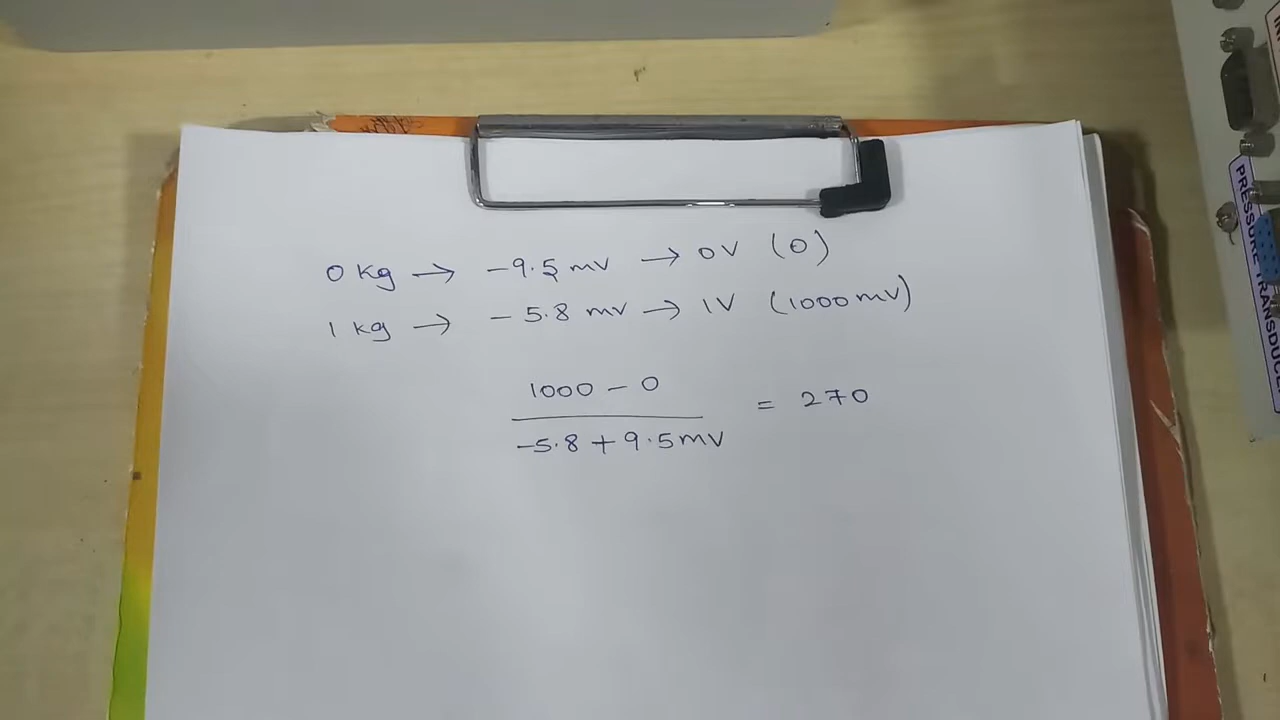 0 kg → -9.5 mv → 0V (0)
1 kg → -5.8 mv → 1V (1000mv)
1000 - 0
-5.8 + 9.5mv
= 270
PRESSURE TRANSDUCER